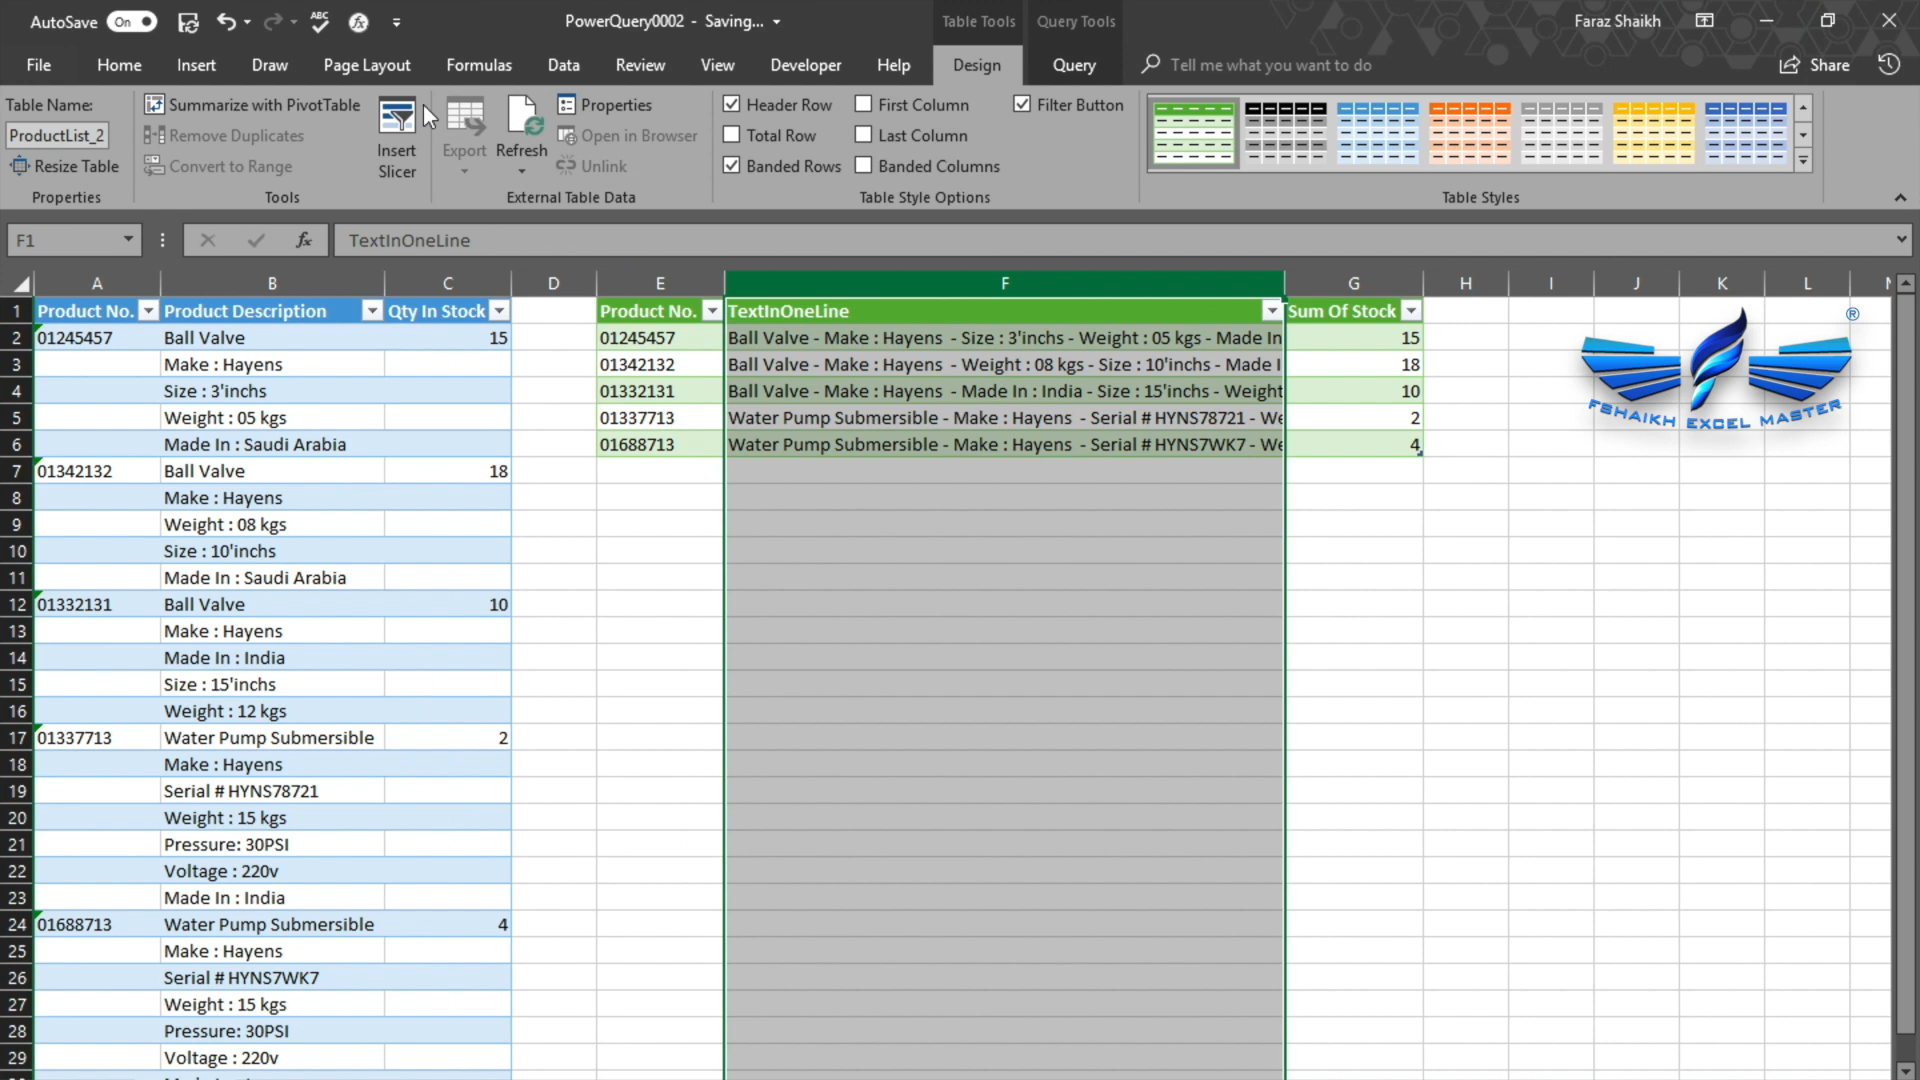 AutoSave On PowerQuery0002 - Saving... Table Tools Query Tools Faraz Shaikh
File Home Insert Draw Page Layout Formulas Data Review View Developer Help Design Query Tell me what you want to do Share
Table Name: Summarize with PivotTable Properties Header Row First Column Filter Button
ProductList_2 Remove Duplicates Open in Browser Total Row Last Column
Resize Table Convert to Range Insert Slicer Export Refresh Unlink Banded Rows Banded Columns
Properties Tools External Table Data Table Style Options Table Styles
F1 fx TextInOneLine
A B C D E F G H I J K L
1 Product No. Product Description Qty In Stock Product No. TextInOneLine Sum Of Stock
2 01245457 Ball Valve 15 01245457 Ball Valve - Make : Hayens - Size : 3'inchs - Weight : 05 kgs - Made In 15
3 Make : Hayens 01342132 Ball Valve - Make : Hayens - Weight : 08 kgs - Size : 10'inchs - Made I 18
4 Size : 3'inchs 01332131 Ball Valve - Make : Hayens - Made In : India - Size : 15'inchs - Weight 10
5 Weight : 05 kgs 01337713 Water Pump Submersible - Make : Hayens - Serial # HYNS78721 - We 2
6 Made In : Saudi Arabia 01688713 Water Pump Submersible - Make : Hayens - Serial # HYNS7WK7 - We 4
FSHAIKH EXCEL MASTER ®
7 01342132 Ball Valve 18
8 Make : Hayens
9 Weight : 08 kgs
10 Size : 10'inchs
11 Made In : Saudi Arabia
12 01332131 Ball Valve 10
13 Make : Hayens
14 Made In : India
15 Size : 15'inchs
16 Weight : 12 kgs
17 01337713 Water Pump Submersible 2
18 Make : Hayens
19 Serial # HYNS78721
20 Weight : 15 kgs
21 Pressure: 30PSI
22 Voltage : 220v
23 Made In : India
24 01688713 Water Pump Submersible 4
25 Make : Hayens
26 Serial # HYNS7WK7
27 Weight : 15 kgs
28 Pressure: 30PSI
29 Voltage : 220v